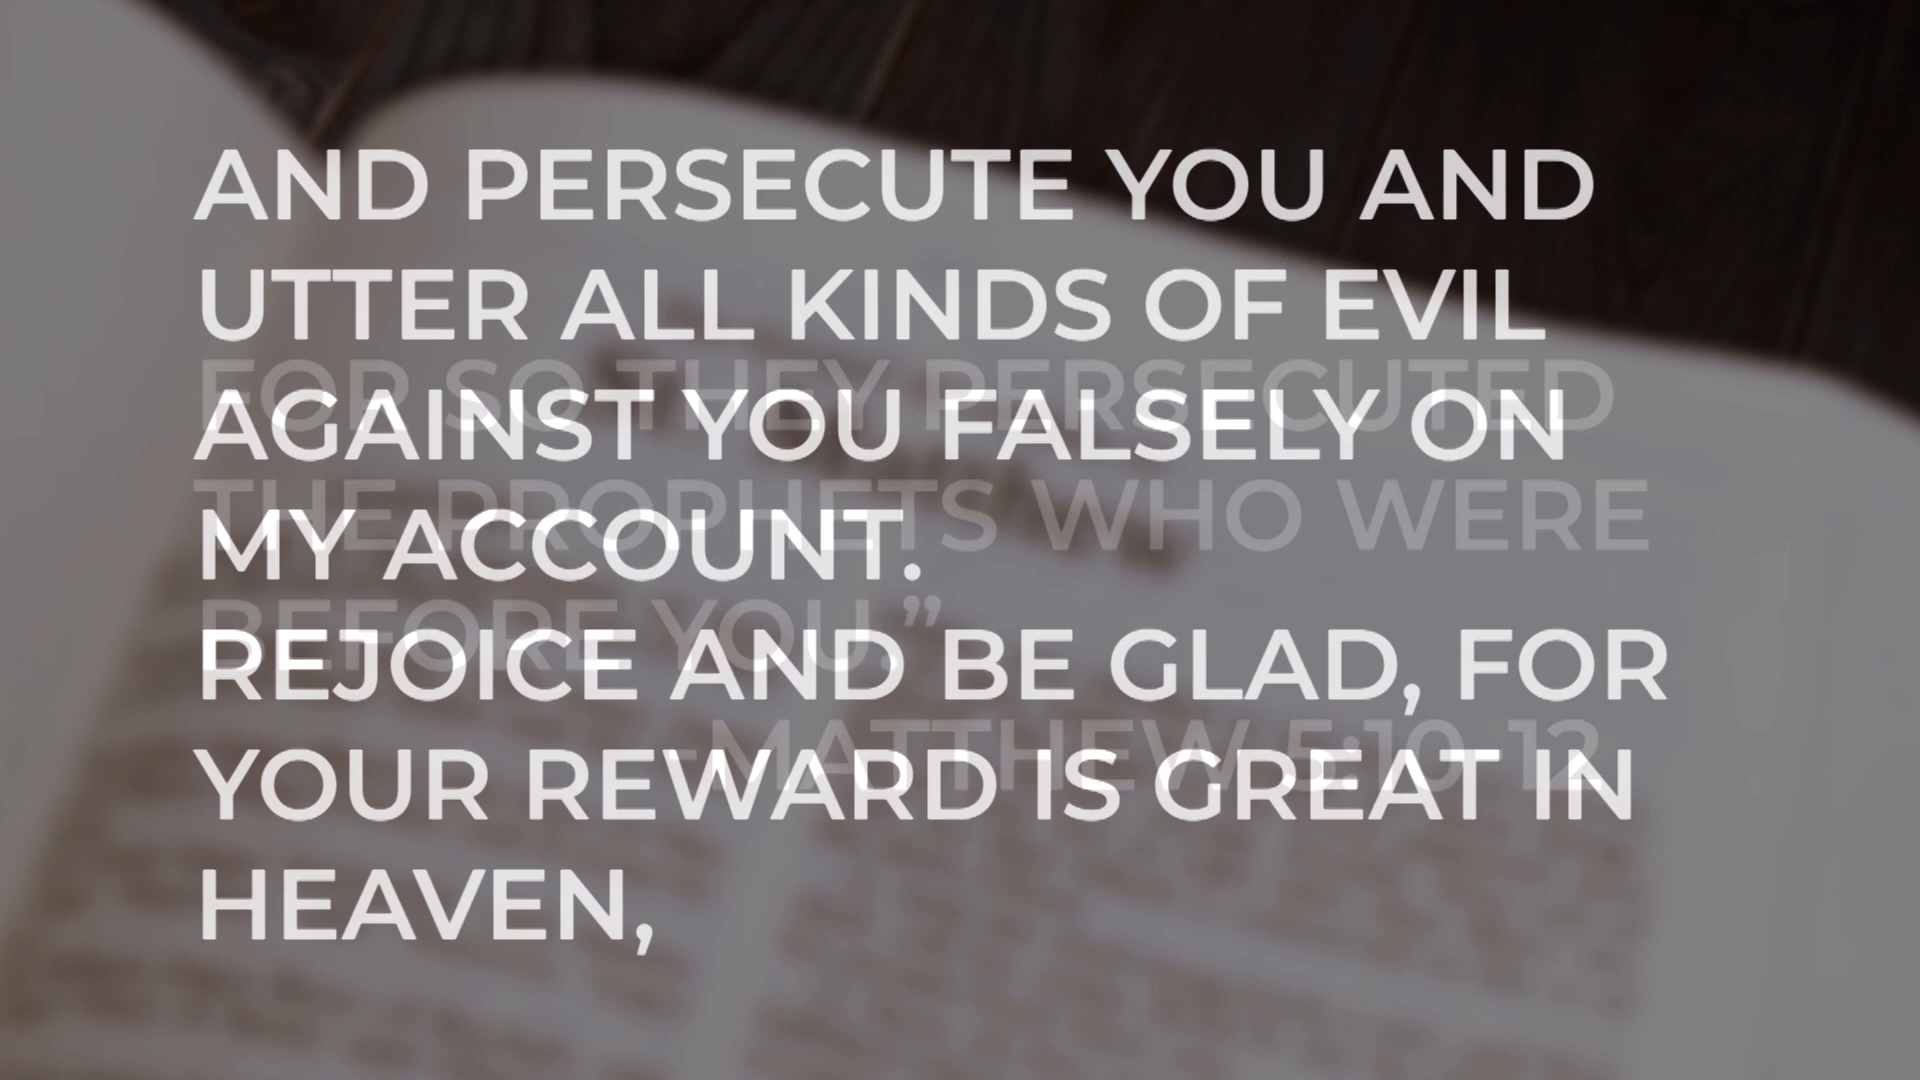 AND PERSECUTE YOU AND
UTTER ALL KINDS OF EVIL
AGAINST YOU FALSELY ON
MY ACCOUNT.
REJOICE AND BE GLAD, FOR
YOUR REWARD IS GREAT IN
HEAVEN,
FOR SO THEY PERSECUTED
THE PROPHETS WHO WERE
BEFORE YOU.”
-MATTHEW 5:10-12